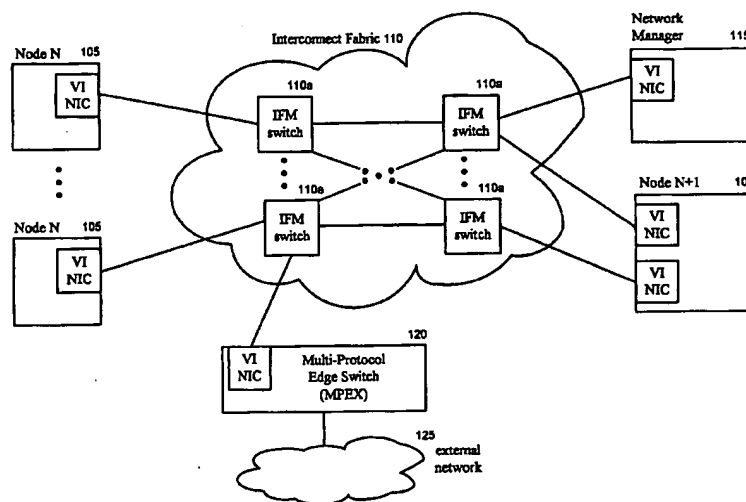 Node N 105
VI
NIC
Interconnect Fabric 110
Network
Manager 115
VI
NIC
110a
IFM
switch
110a
IFM
switch
110a
IFM
switch
110a
IFM
switch
Node N 105
VI
NIC
Node N+1
VI
NIC
VI
NIC
120
VI
NIC
Multi-Protocol
Edge Switch
(MPEX)
125
external
network